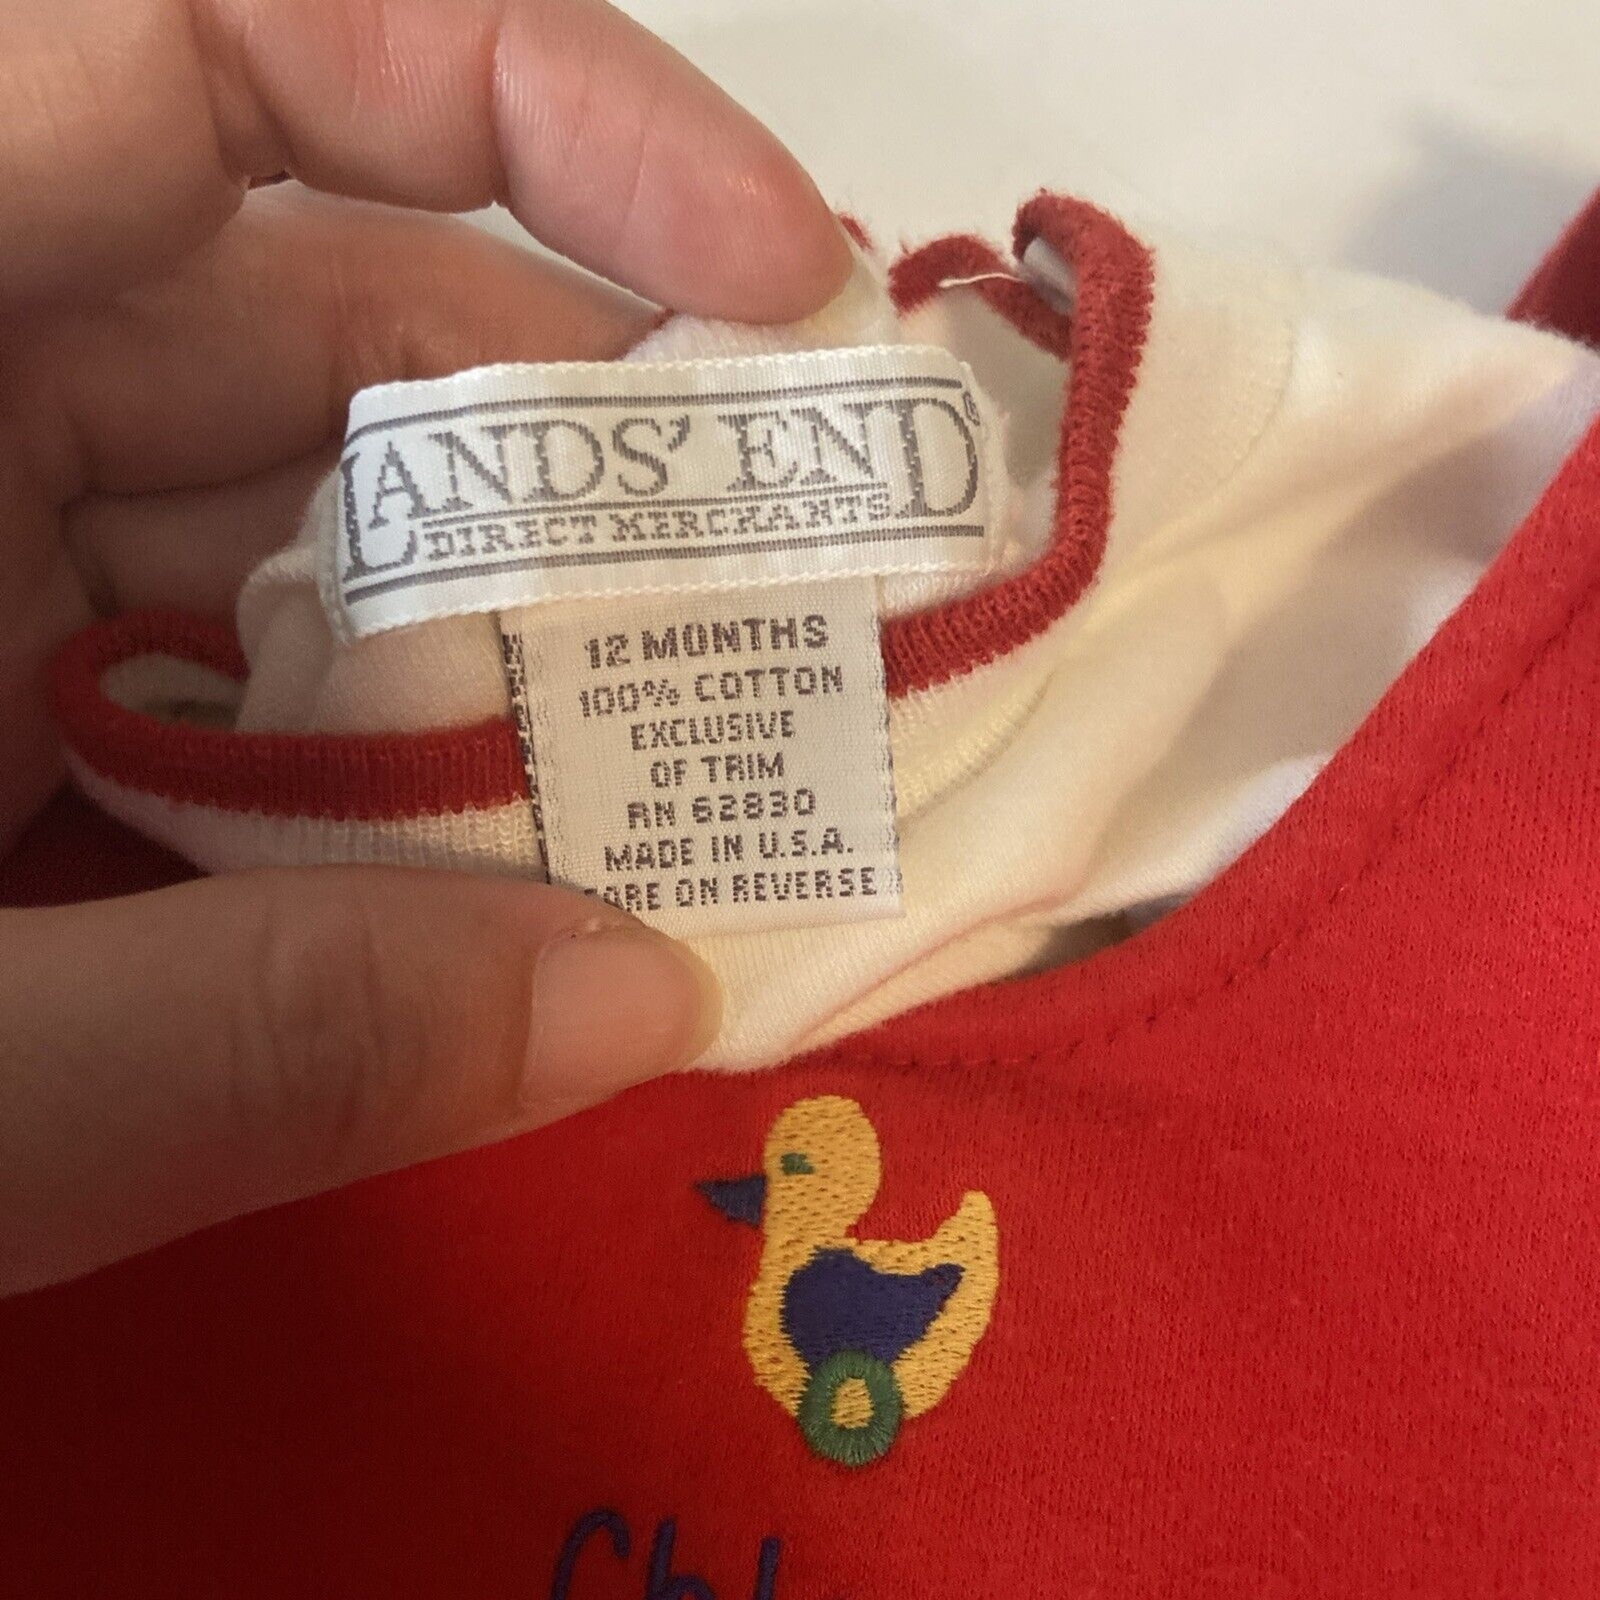 LANDS' END®
DIRECT MERCHANTS
12 MONTHS
100% COTTON
EXCLUSIVE
OF TRIM
RN 62830
MADE IN U.S.A.
CARE ON REVERSE